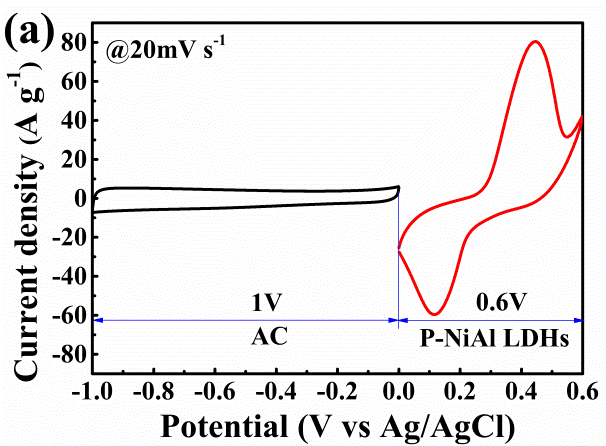 (a)
@20mV s⁻¹
Current density (A g⁻¹)
80
60
40
20
0
-20
-40
-60
-80
1V
0.6V
AC
P-NiAl LDHs
-1.0 -0.8 -0.6 -0.4 -0.2 0.0 0.2 0.4 0.6
Potential (V vs Ag/AgCl)